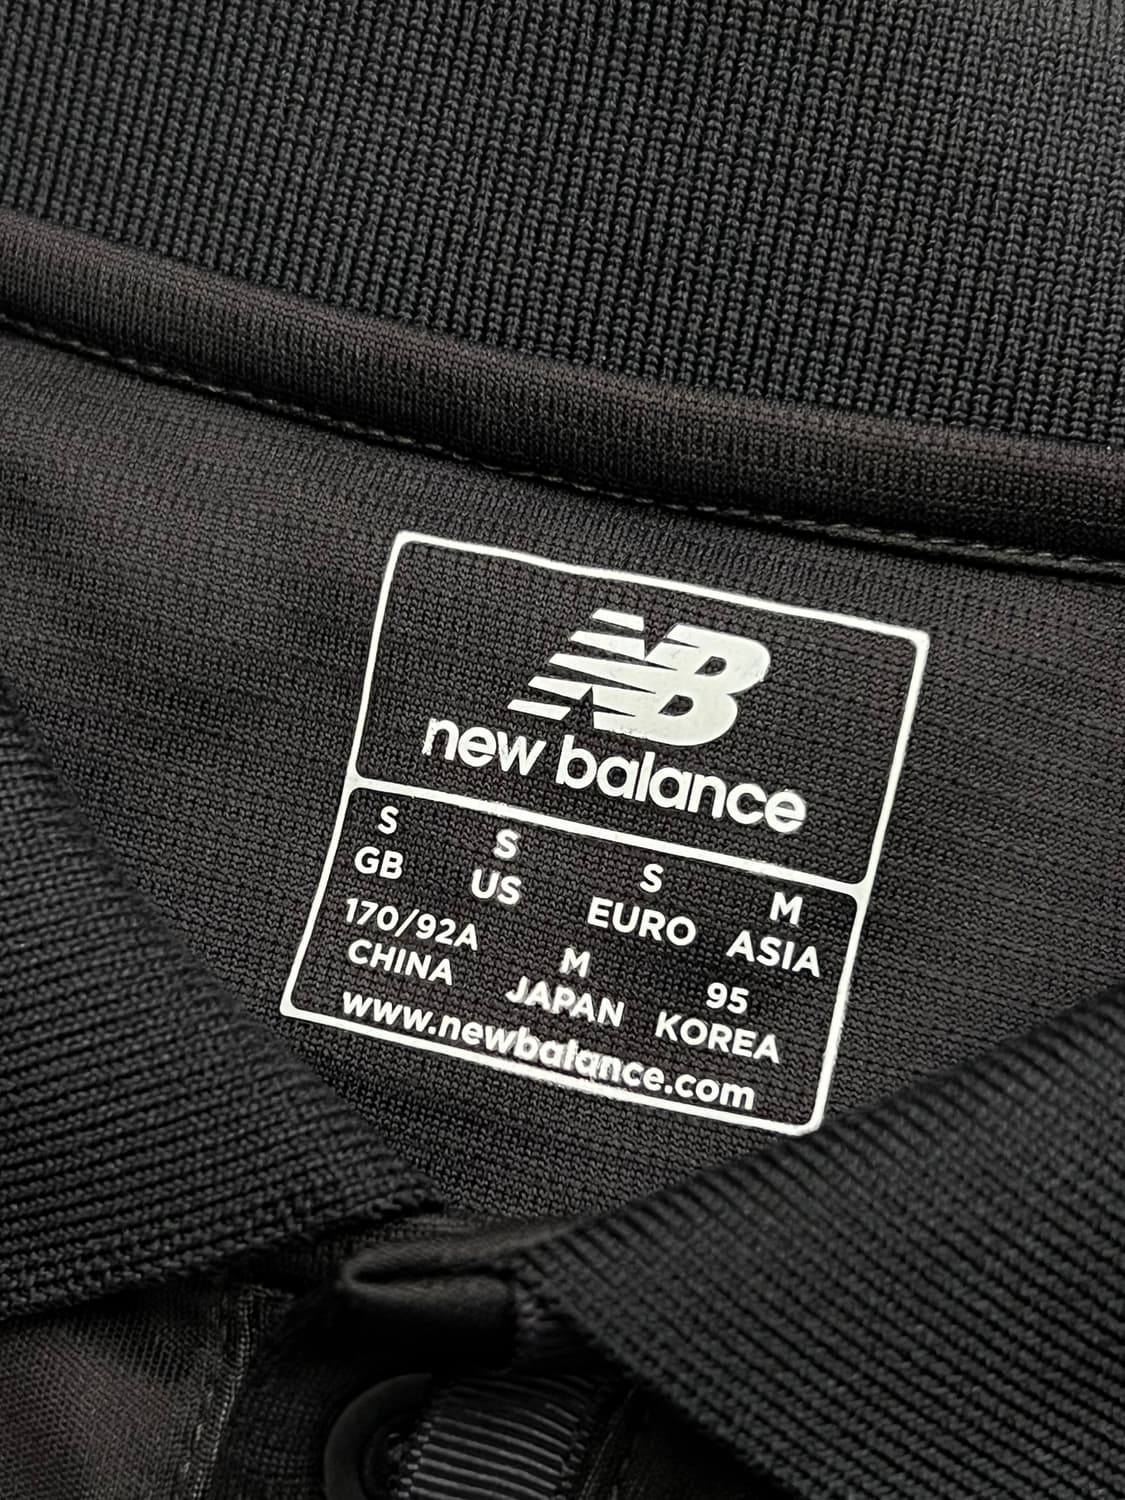 NB
new balance
S S S M
GB US EURO ASIA
170/92A M 95
CHINA JAPAN KOREA
www.newbalance.com